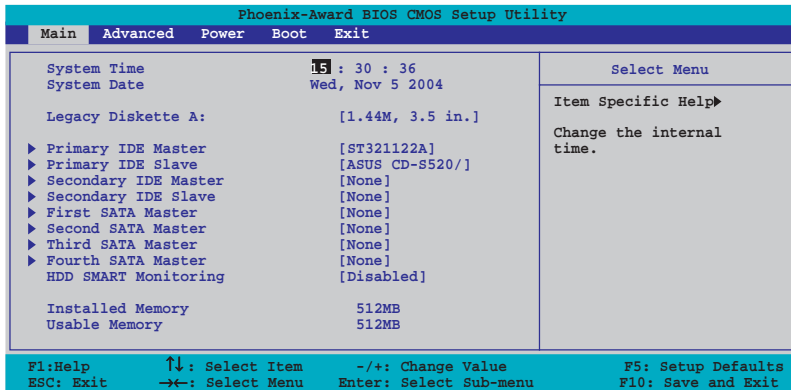 Phoenix-Award BIOS CMOS Setup Utility
Main Advanced Power Boot Exit
System Time 15 : 30 : 36
System Date Wed, Nov 5 2004
Legacy Diskette A: [1.44M, 3.5 in.]
Primary IDE Master [ST321122A]
Primary IDE Slave [ASUS CD-S520/]
Secondary IDE Master [None]
Secondary IDE Slave [None]
First SATA Master [None]
Second SATA Master [None]
Third SATA Master [None]
Fourth SATA Master [None]
HDD SMART Monitoring [Disabled]
Installed Memory 512MB
Usable Memory 512MB
Select Menu
Item Specific Help
Change the internal
time.
F1:Help ↑↓: Select Item -/+: Change Value F5: Setup Defaults
ESC: Exit →←: Select Menu Enter: Select Sub-menu F10: Save and Exit